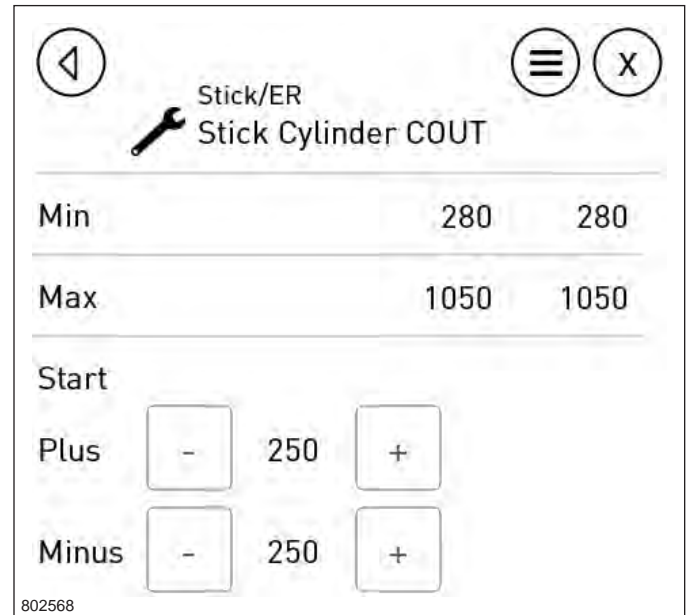 X
Stick/ER
Stick Cylinder COUT
Min 280 280
Max 1050 1050
Start
Plus - 250 +
Minus - 250 +
802568